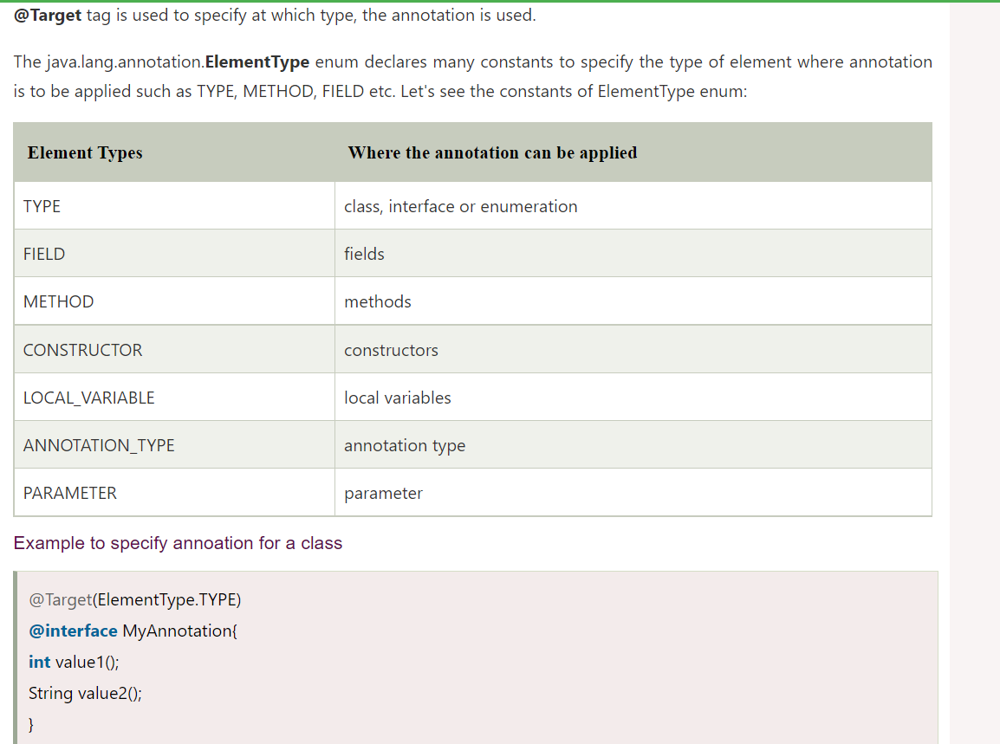 @Target tag is used to specify at which type, the annotation is used.
The java.lang.annotation.ElementType enum declares many constants to specify the type of element where annotation
is to be applied such as TYPE, METHOD, FIELD etc. Let's see the constants of ElementType enum:
Element Types Where the annotation can be applied
TYPE class, interface or enumeration
FIELD fields
METHOD methods
CONSTRUCTOR constructors
LOCAL_VARIABLE local variables
ANNOTATION_TYPE annotation type
PARAMETER parameter
Example to specify annoation for a class
@Target(ElementType.TYPE)
@interface MyAnnotation{
int value1();
String value2();
}